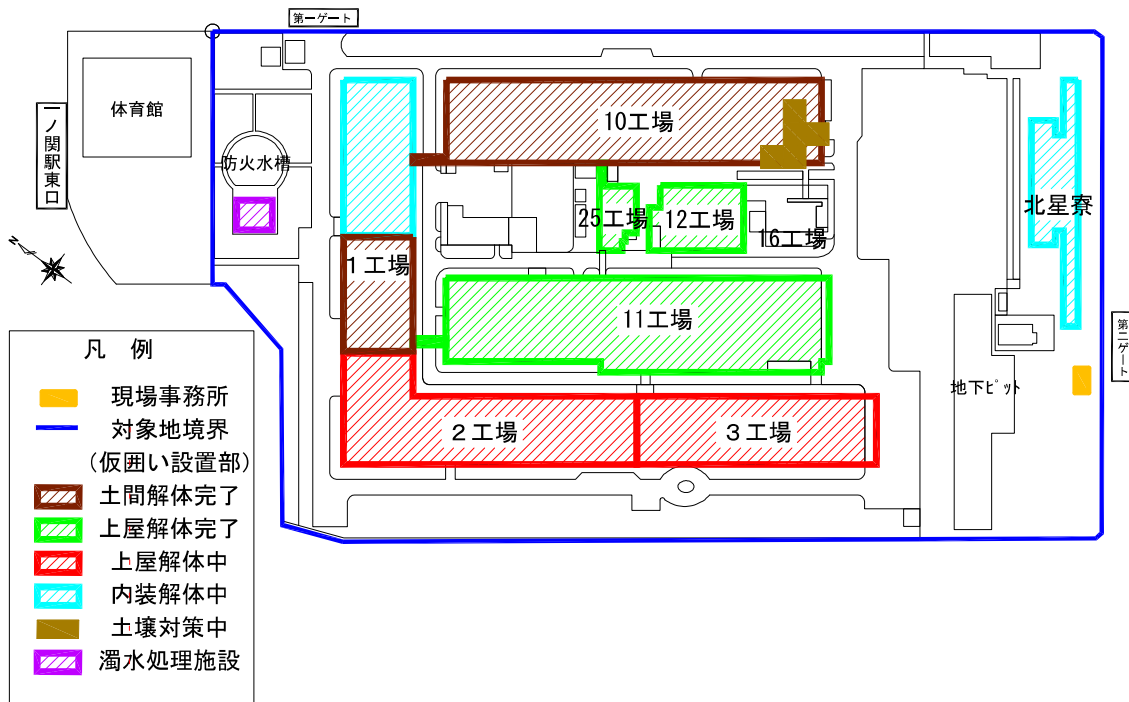 第一ゲート
体育館
一ノ関駅東口
防火水槽
10工場
25工場
12工場
16工場
北星寮
1工場
11工場
第二ゲート
地下ﾋﾟｯﾄ
2工場
3工場
N
凡 例
現場事務所
対象地境界
(仮囲い設置部)
土間解体完了
上屋解体完了
上屋解体中
内装解体中
土壌対策中
濁水処理施設